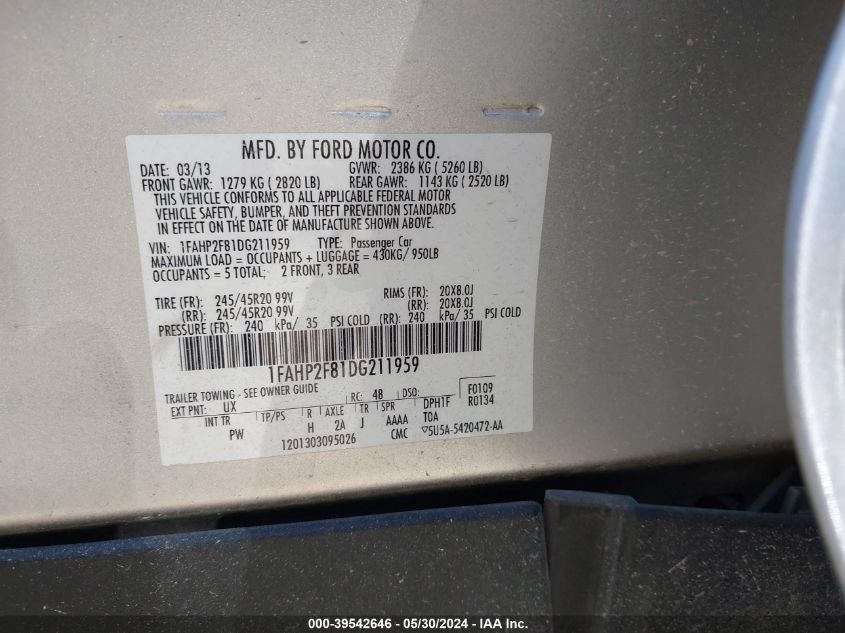 MFD. BY FORD MOTOR CO.
DATE: 03/13 GVWR: 2386 KG ( 5260 LB)
FRONT GAWR: 1279 KG ( 2820 LB) REAR GAWR: 1143 KG ( 2520 LB)
THIS VEHICLE CONFORMS TO ALL APPLICABLE FEDERAL MOTOR
VEHICLE SAFETY, BUMPER, AND THEFT PREVENTION STANDARDS
IN EFFECT ON THE DATE OF MANUFACTURE SHOWN ABOVE.
VIN: 1FAHP2F81DG211959 TYPE: Passenger Car
MAXIMUM LOAD = OCCUPANTS + LUGGAGE = 430KG/ 950LB
OCCUPANTS = 5 TOTAL; 2 FRONT, 3 REAR
TIRE (FR): 245/45R20 99V RIMS (FR): 20X8.0J
(RR): 245/45R20 99V (RR): 20X8.0J
PRESSURE (FR): 240 kPa/ 35 PSI COLD (RR): 240 kPa/ 35 PSI COLD
1FAHP2F81DG211959
TRAILER TOWING - SEE OWNER GUIDE
EXT PNT: UX RC: 48 DSO: F0109
INT TR TP/PS R AXLE TR SPR DPH1F R0134
PW H 2A J AAAA TOA
1201303095026 CMC ▽5U5A-5420472-AA
000-39542646 - 05/30/2024 - IAA Inc.